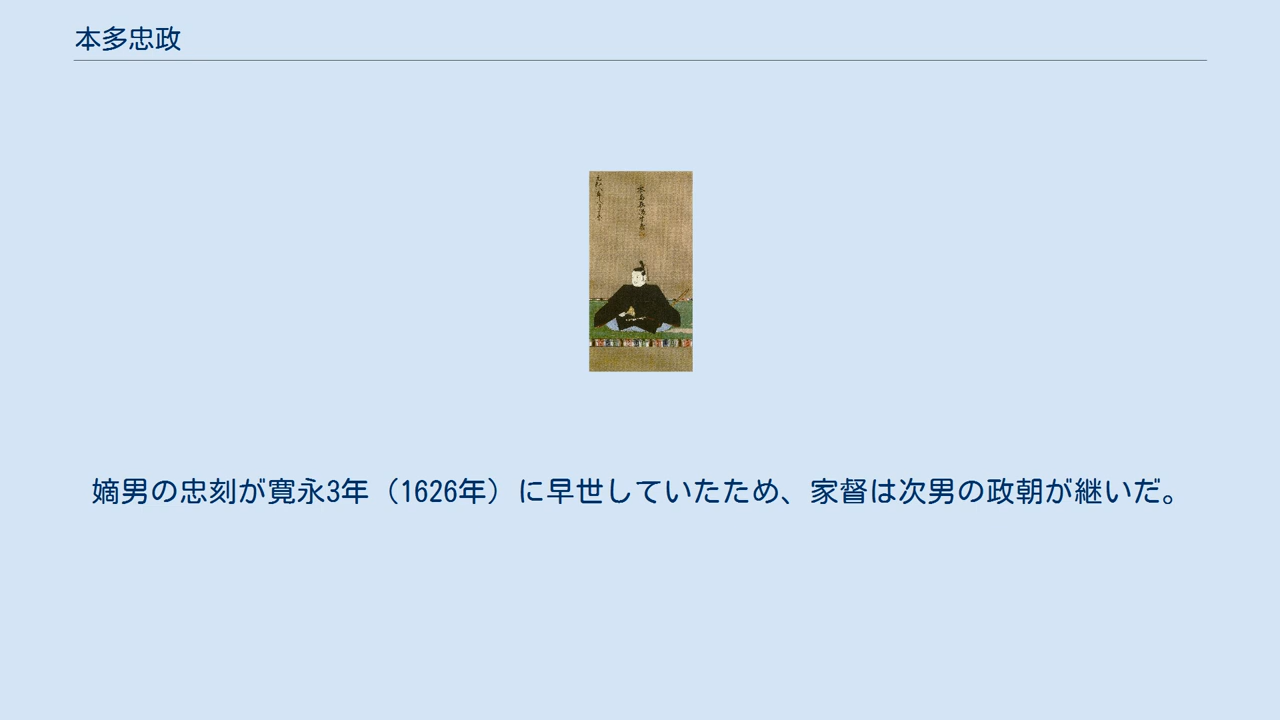 本多忠政
嫡男の忠刻が寛永3年（1626年）に早世していたため、家督は次男の政朝が継いだ。